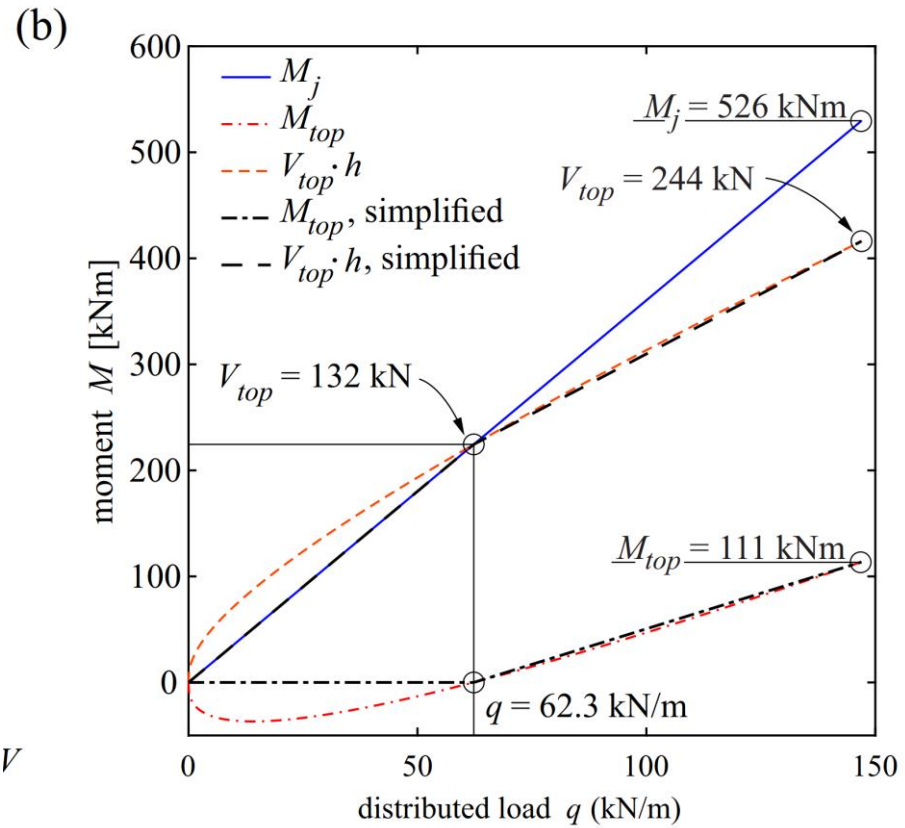 (b)
600
500
400
300
200
100
0
moment M [kNm]
M_j
M_top
V_top · h
M_top, simplified
V_top · h, simplified
M_j = 526 kNm
V_top = 244 kN
V_top = 132 kN
M_top = 111 kNm
q = 62.3 kN/m
V
0 50 100 150
distributed load q (kN/m)